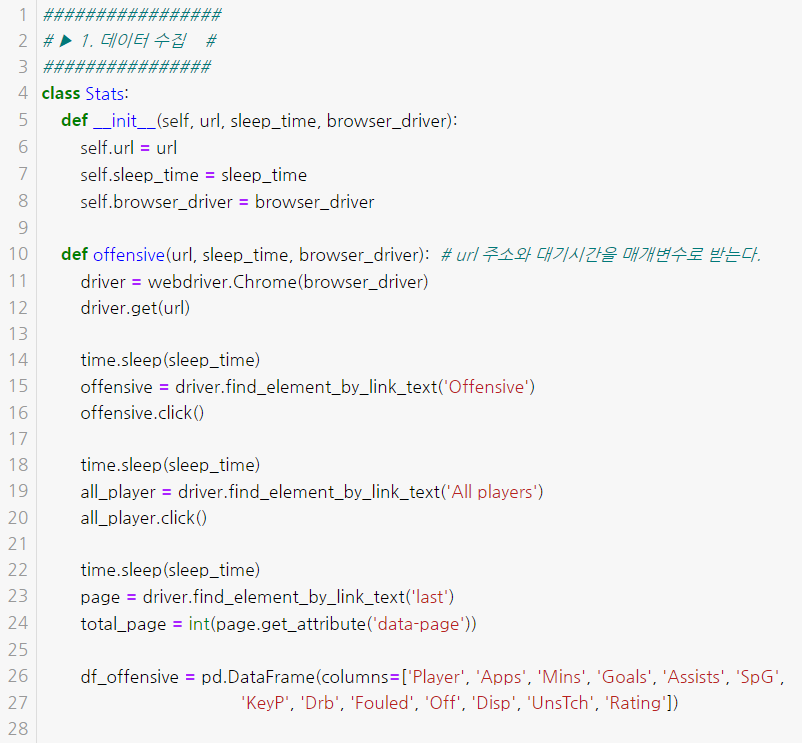 1 #################
2 # ▶ 1. 데이터 수집    #
3 ################
4 class Stats:
5     def __init__(self, url, sleep_time, browser_driver):
6         self.url = url
7         self.sleep_time = sleep_time
8         self.browser_driver = browser_driver
9
10     def offensive(url, sleep_time, browser_driver):  # url 주소와 대기시간을 매개변수로 받는다.
11         driver = webdriver.Chrome(browser_driver)
12         driver.get(url)
13
14         time.sleep(sleep_time)
15         offensive = driver.find_element_by_link_text('Offensive')
16         offensive.click()
17
18         time.sleep(sleep_time)
19         all_player = driver.find_element_by_link_text('All players')
20         all_player.click()
21
22         time.sleep(sleep_time)
23         page = driver.find_element_by_link_text('last')
24         total_page = int(page.get_attribute('data-page'))
25
26         df_offensive = pd.DataFrame(columns=['Player', 'Apps', 'Mins', 'Goals', 'Assists', 'SpG',
27                                 'KeyP', 'Drb', 'Fouled', 'Off', 'Disp', 'UnsTch', 'Rating'])
28